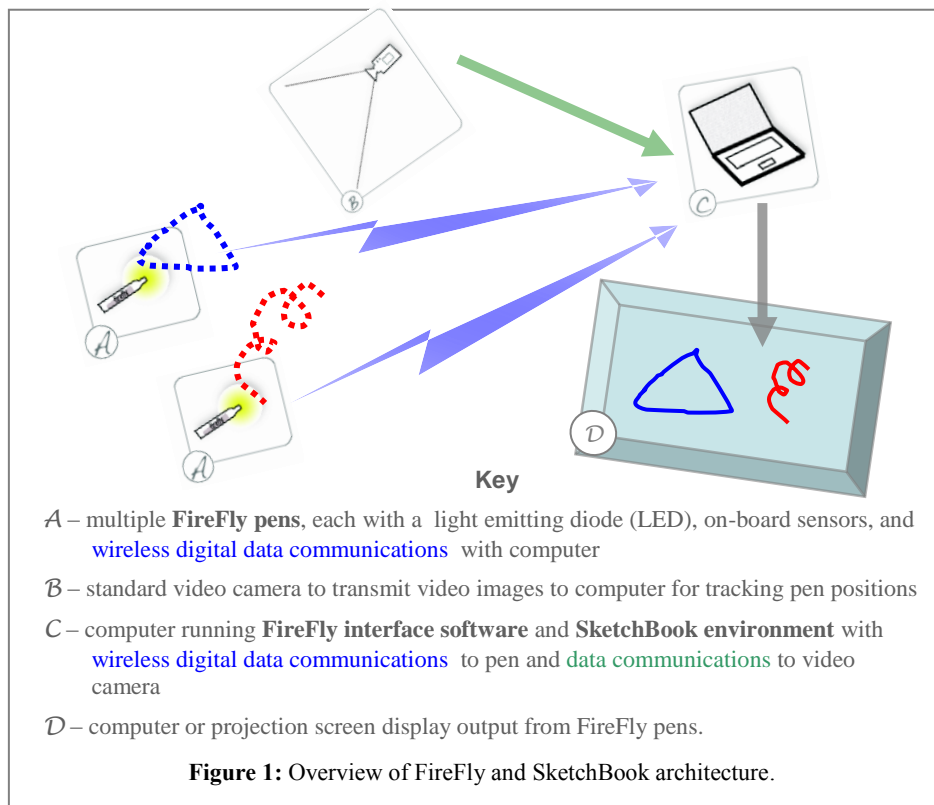 B
C
A
A
D
Key
A – multiple FireFly pens, each with a light emitting diode (LED), on-board sensors, and
wireless digital data communications with computer
B – standard video camera to transmit video images to computer for tracking pen positions
C – computer running FireFly interface software and SketchBook environment with
wireless digital data communications to pen and data communications to video
camera
D – computer or projection screen display output from FireFly pens.
Figure 1: Overview of FireFly and SketchBook architecture.